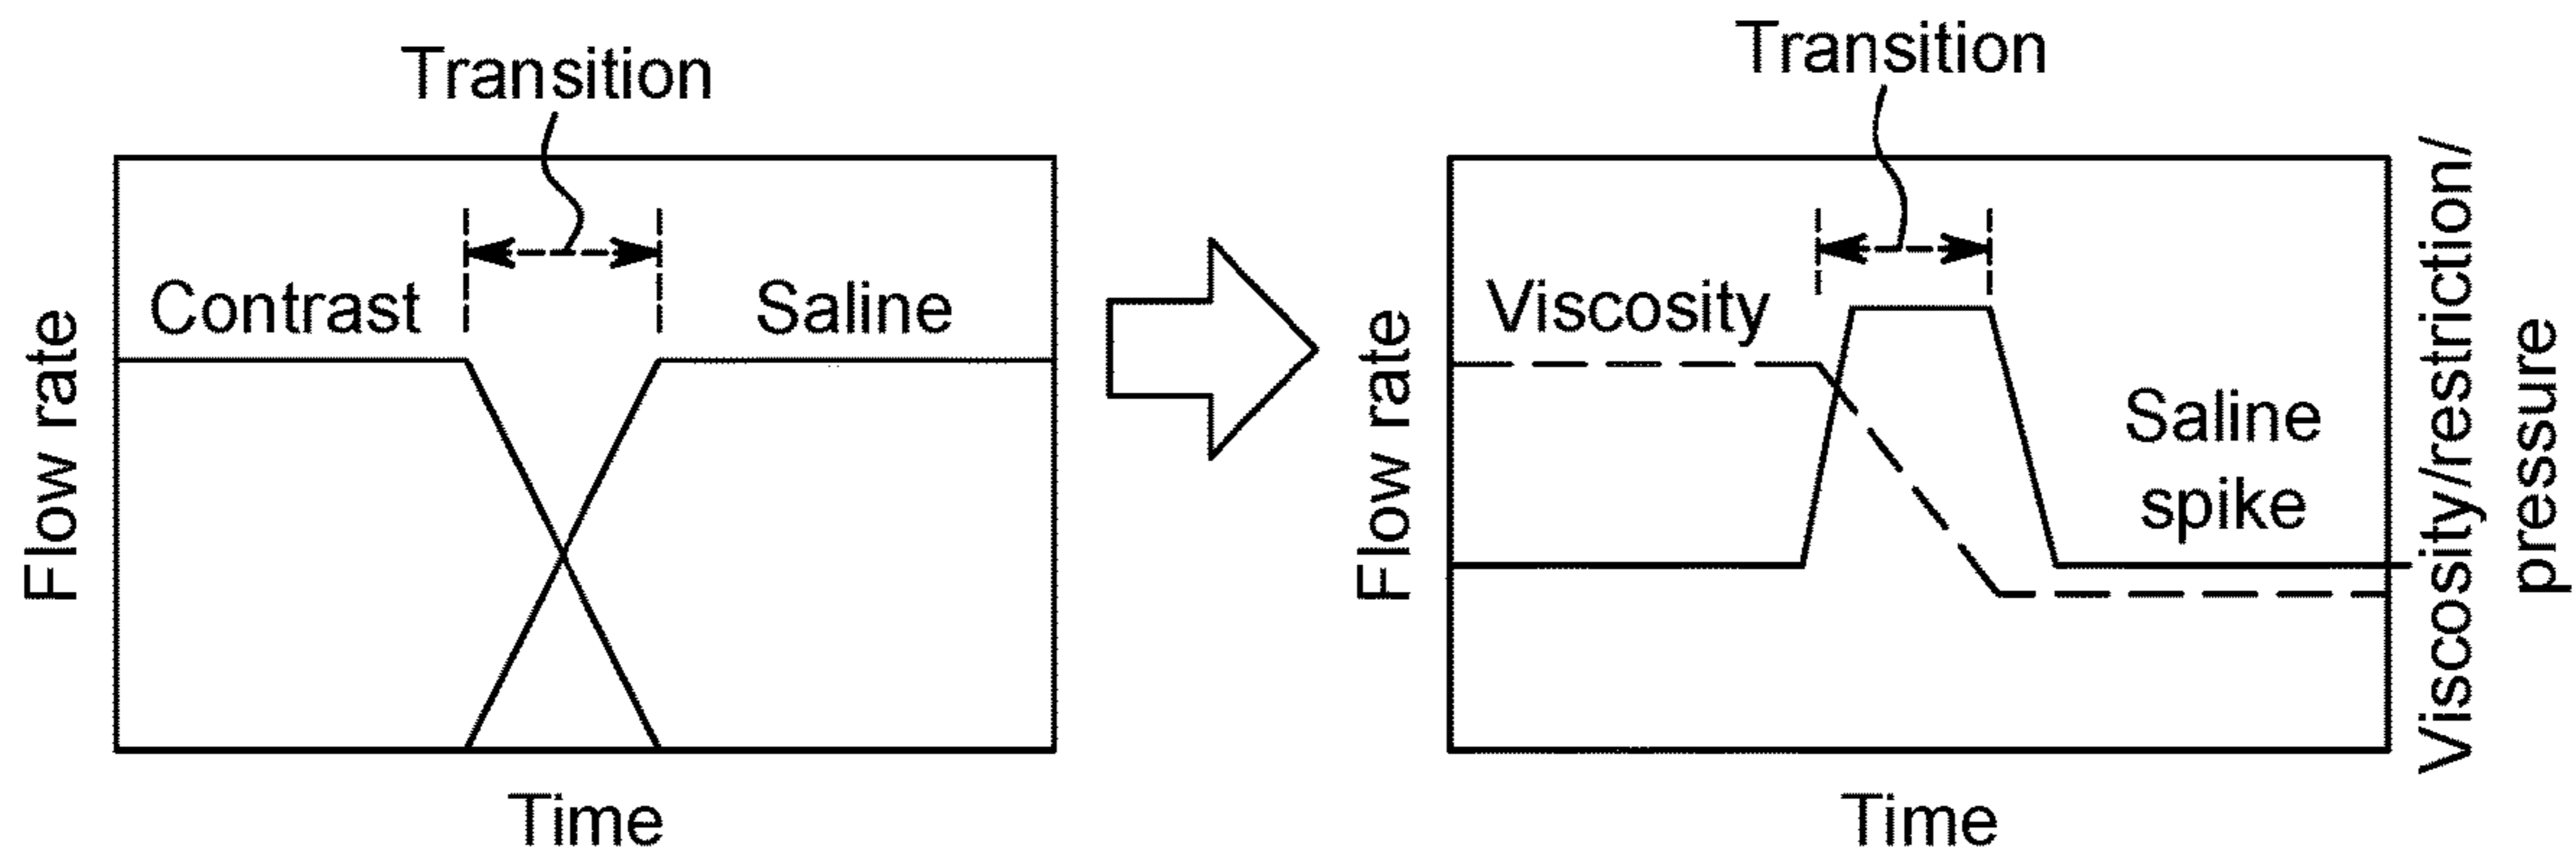 Transition
Contrast
Saline
Flow rate
Time
Transition
Viscosity
Saline
spike
Flow rate
Viscosity/restriction/
pressure
Time